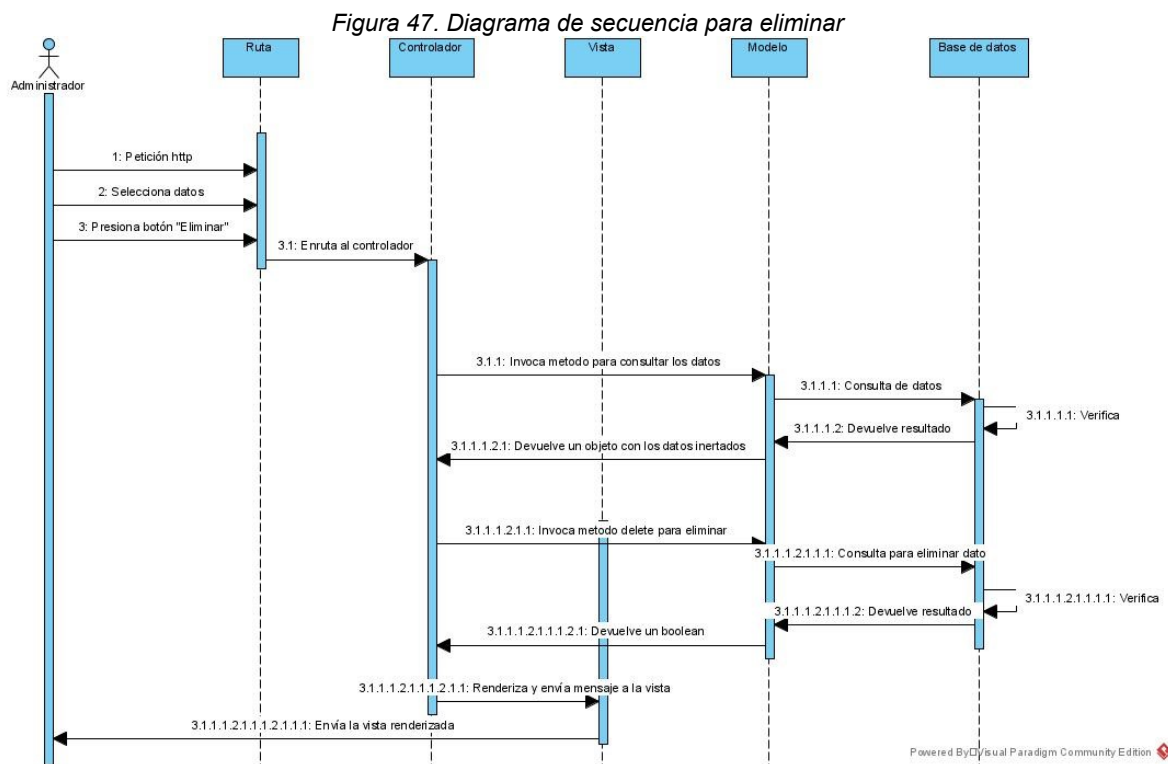 Figura 47. Diagrama de secuencia para eliminar
Administrador
Ruta
Controlador
Vista
Modelo
Base de datos
1: Petición http
2: Selecciona datos
3: Presiona botón "Eliminar"
3.1: Enruta al controlador
3.1.1: Invoca metodo para consultar los datos
3.1.1.1: Consulta de datos
3.1.1.1.1: Verifica
3.1.1.1.2: Devuelve resultado
3.1.1.1.2.1: Devuelve un objeto con los datos inertados
3.1.1.1.2.1.1: Invoca metodo delete para eliminar
3.1.1.1.2.1.1.1: Consulta para eliminar dato
3.1.1.1.2.1.1.1.1: Verifica
3.1.1.1.2.1.1.1.2: Devuelve resultado
3.1.1.1.2.1.1.1.2.1: Devuelve un boolean
3.1.1.1.2.1.1.1.2.1.1: Renderiza y envía mensaje a la vista
3.1.1.1.2.1.1.1.2.1.1.1: Envía la vista renderizada
Powered By□Visual Paradigm Community Edition